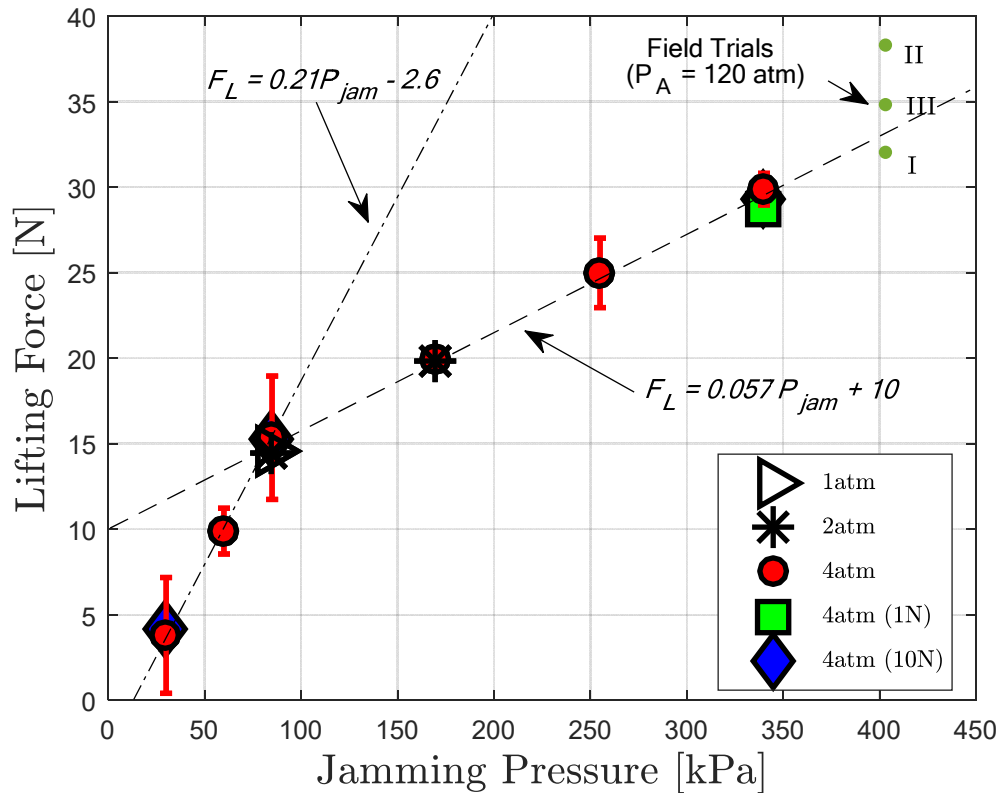 40
35
30
25
20
15
10
5
0
Lifting Force [N]
F_L = 0.21P_jam - 2.6
Field Trials
(P_A = 120 atm)
II
III
I
F_L = 0.057 P_jam + 10
1atm
2atm
4atm
4atm (1N)
4atm (10N)
0 50 100 150 200 250 300 350 400 450
Jamming Pressure [kPa]